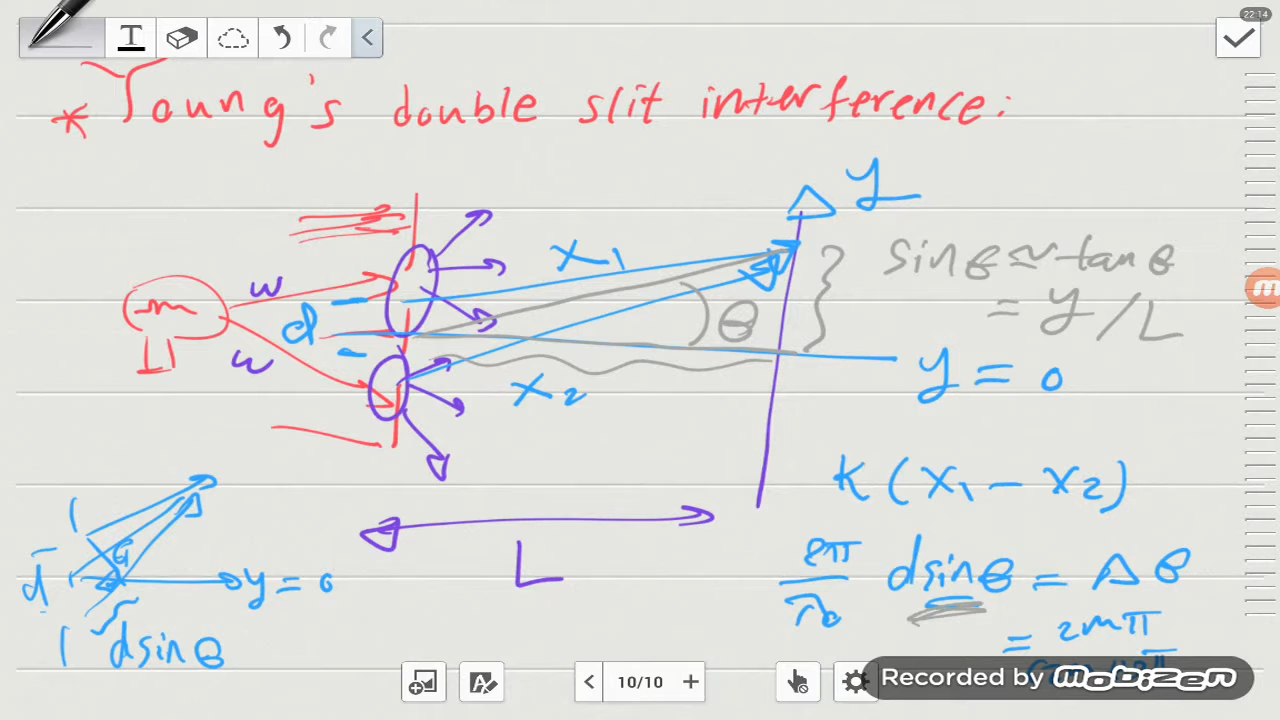 22:14
T
* Young's double slit interference:
y
x₁
sinθ ≃ tanθ
= y/L
w
d
θ
w
x₂
y = 0
k(x₁ - x₂)
L
d
θ
y = 0
dsinθ
2π
dsinθ = Δθ
λ₀
= 2mπ
10/10
Recorded by mobizen